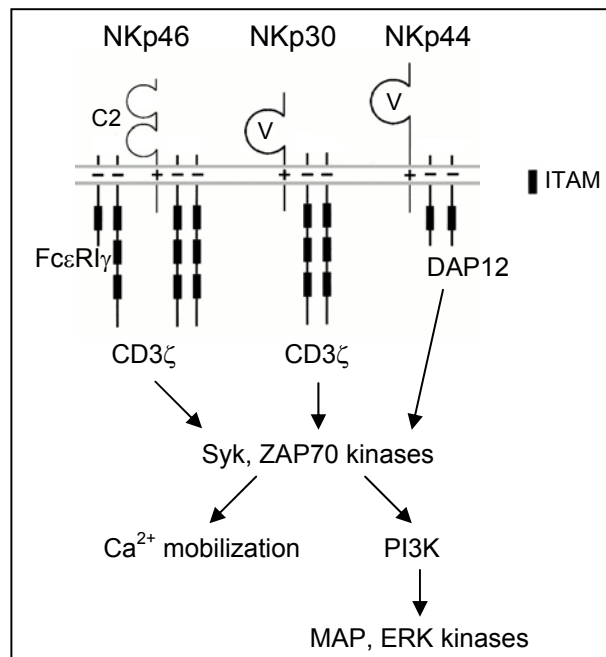 NKp46 NKp30 NKp44
C2
V
V
− − + − − − − + − −
ITAM
FcεRIγ
DAP12
CD3ζ CD3ζ
Syk, ZAP70 kinases
Ca²⁺ mobilization PI3K
MAP, ERK kinases